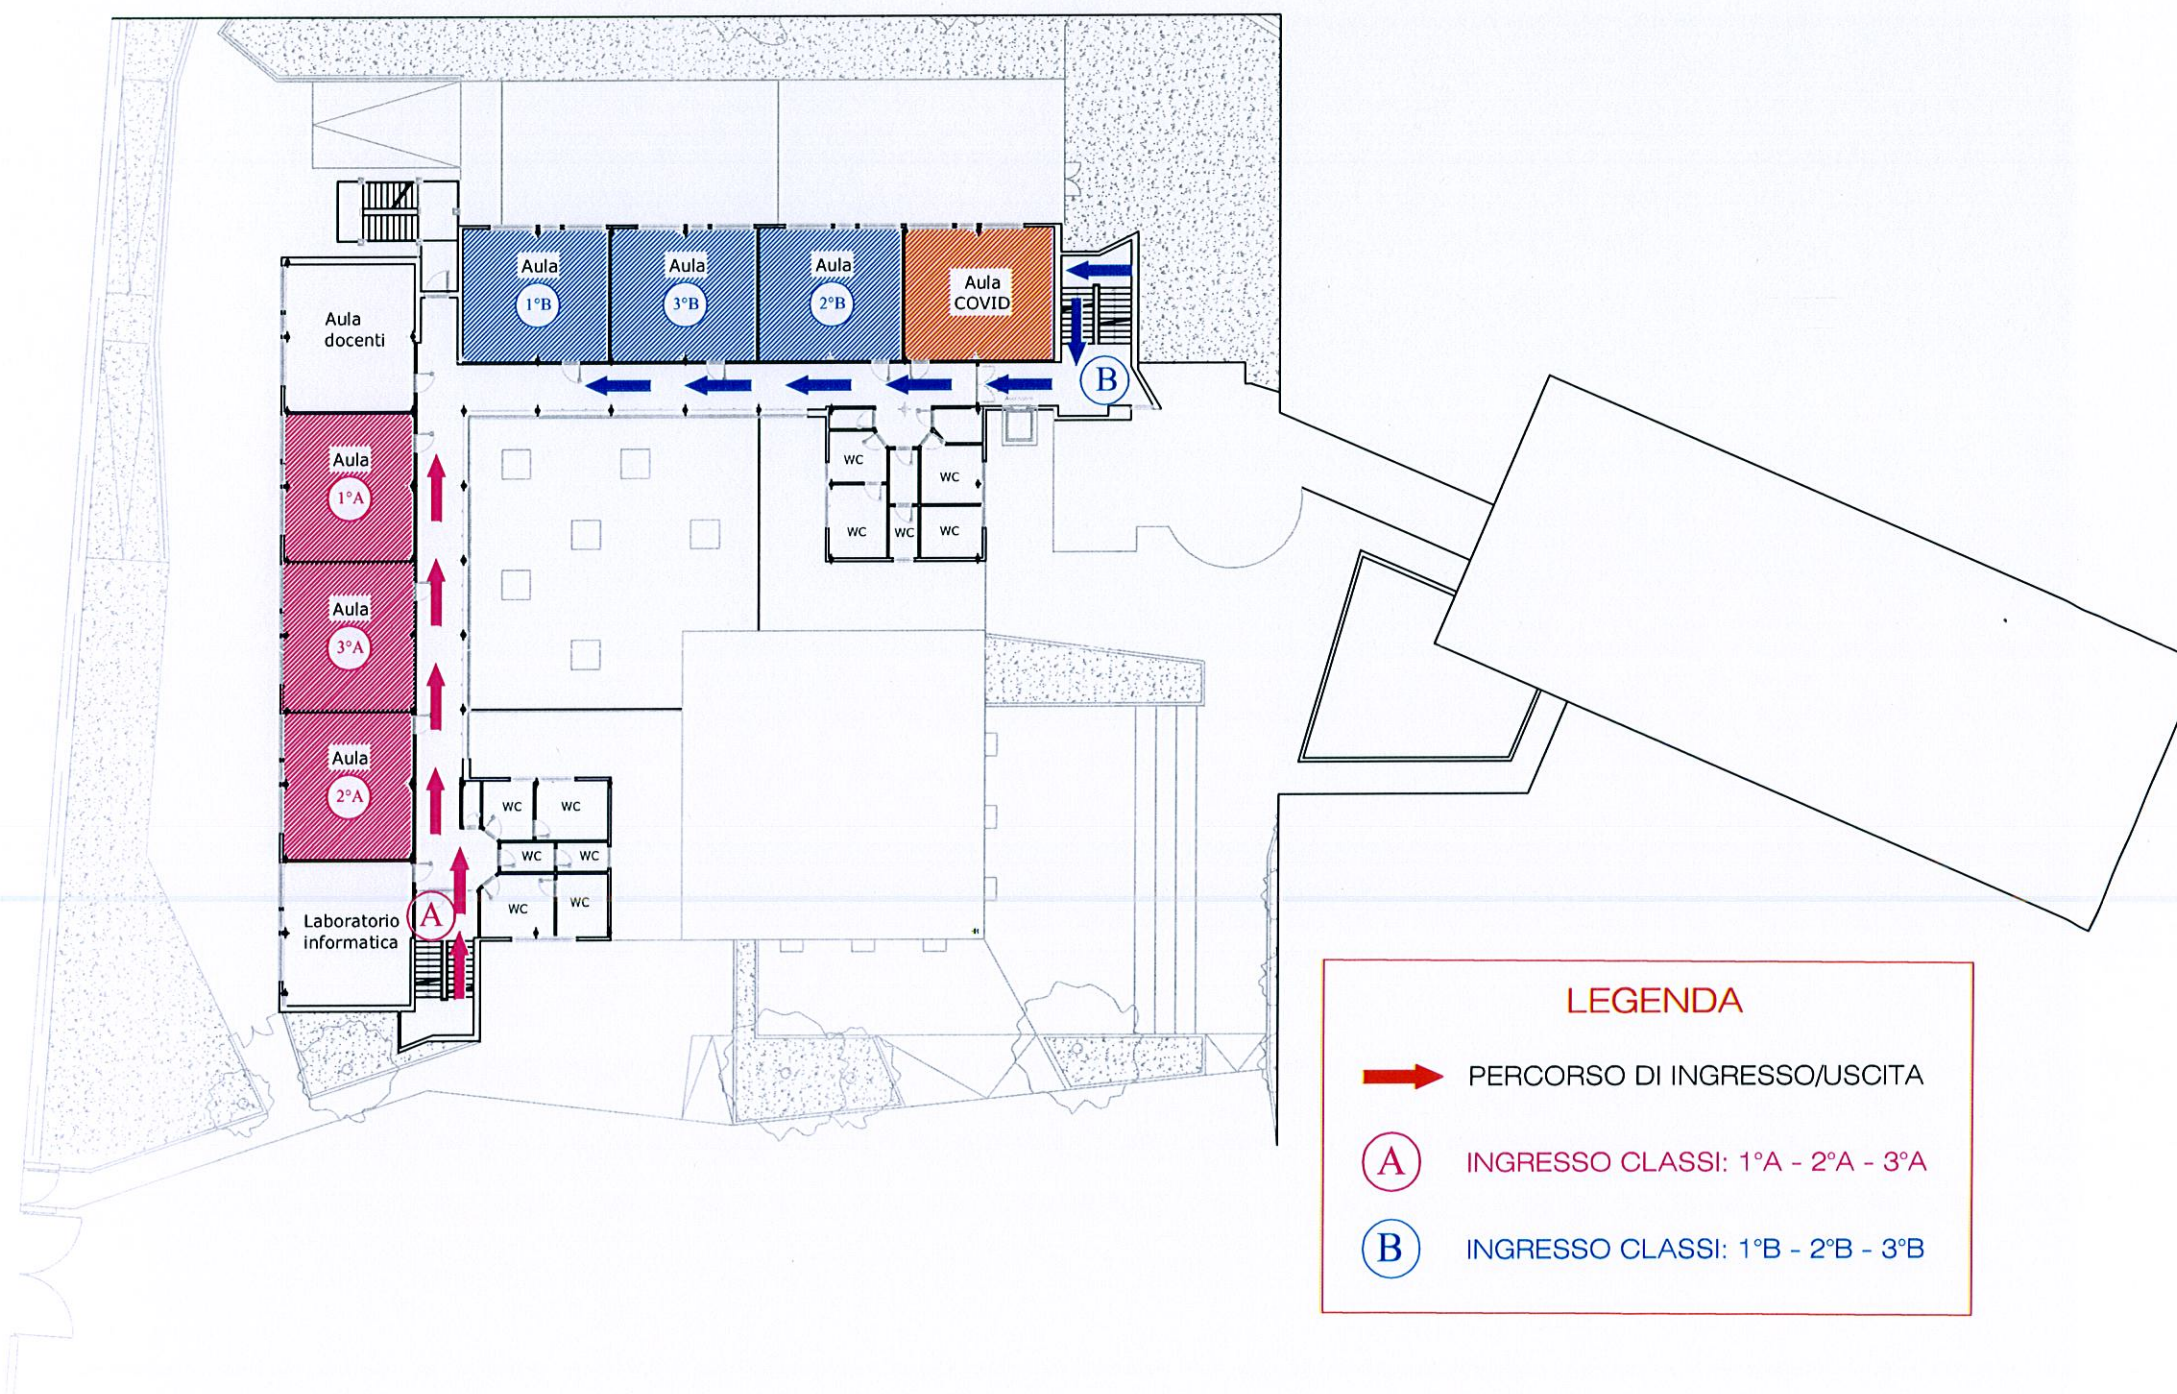 Aula
1°B
Aula
3°B
Aula
2°B
Aula
COVID
Aula
docenti
B
Aula
1°A
WC
WC
WC
WC
WC
Aula
3°A
Aula
2°A
WC
WC
WC
WC
WC
WC
A
Laboratorio
informatica
LEGENDA
PERCORSO DI INGRESSO/USCITA
A
INGRESSO CLASSI: 1°A - 2°A - 3°A
B
INGRESSO CLASSI: 1°B - 2°B - 3°B